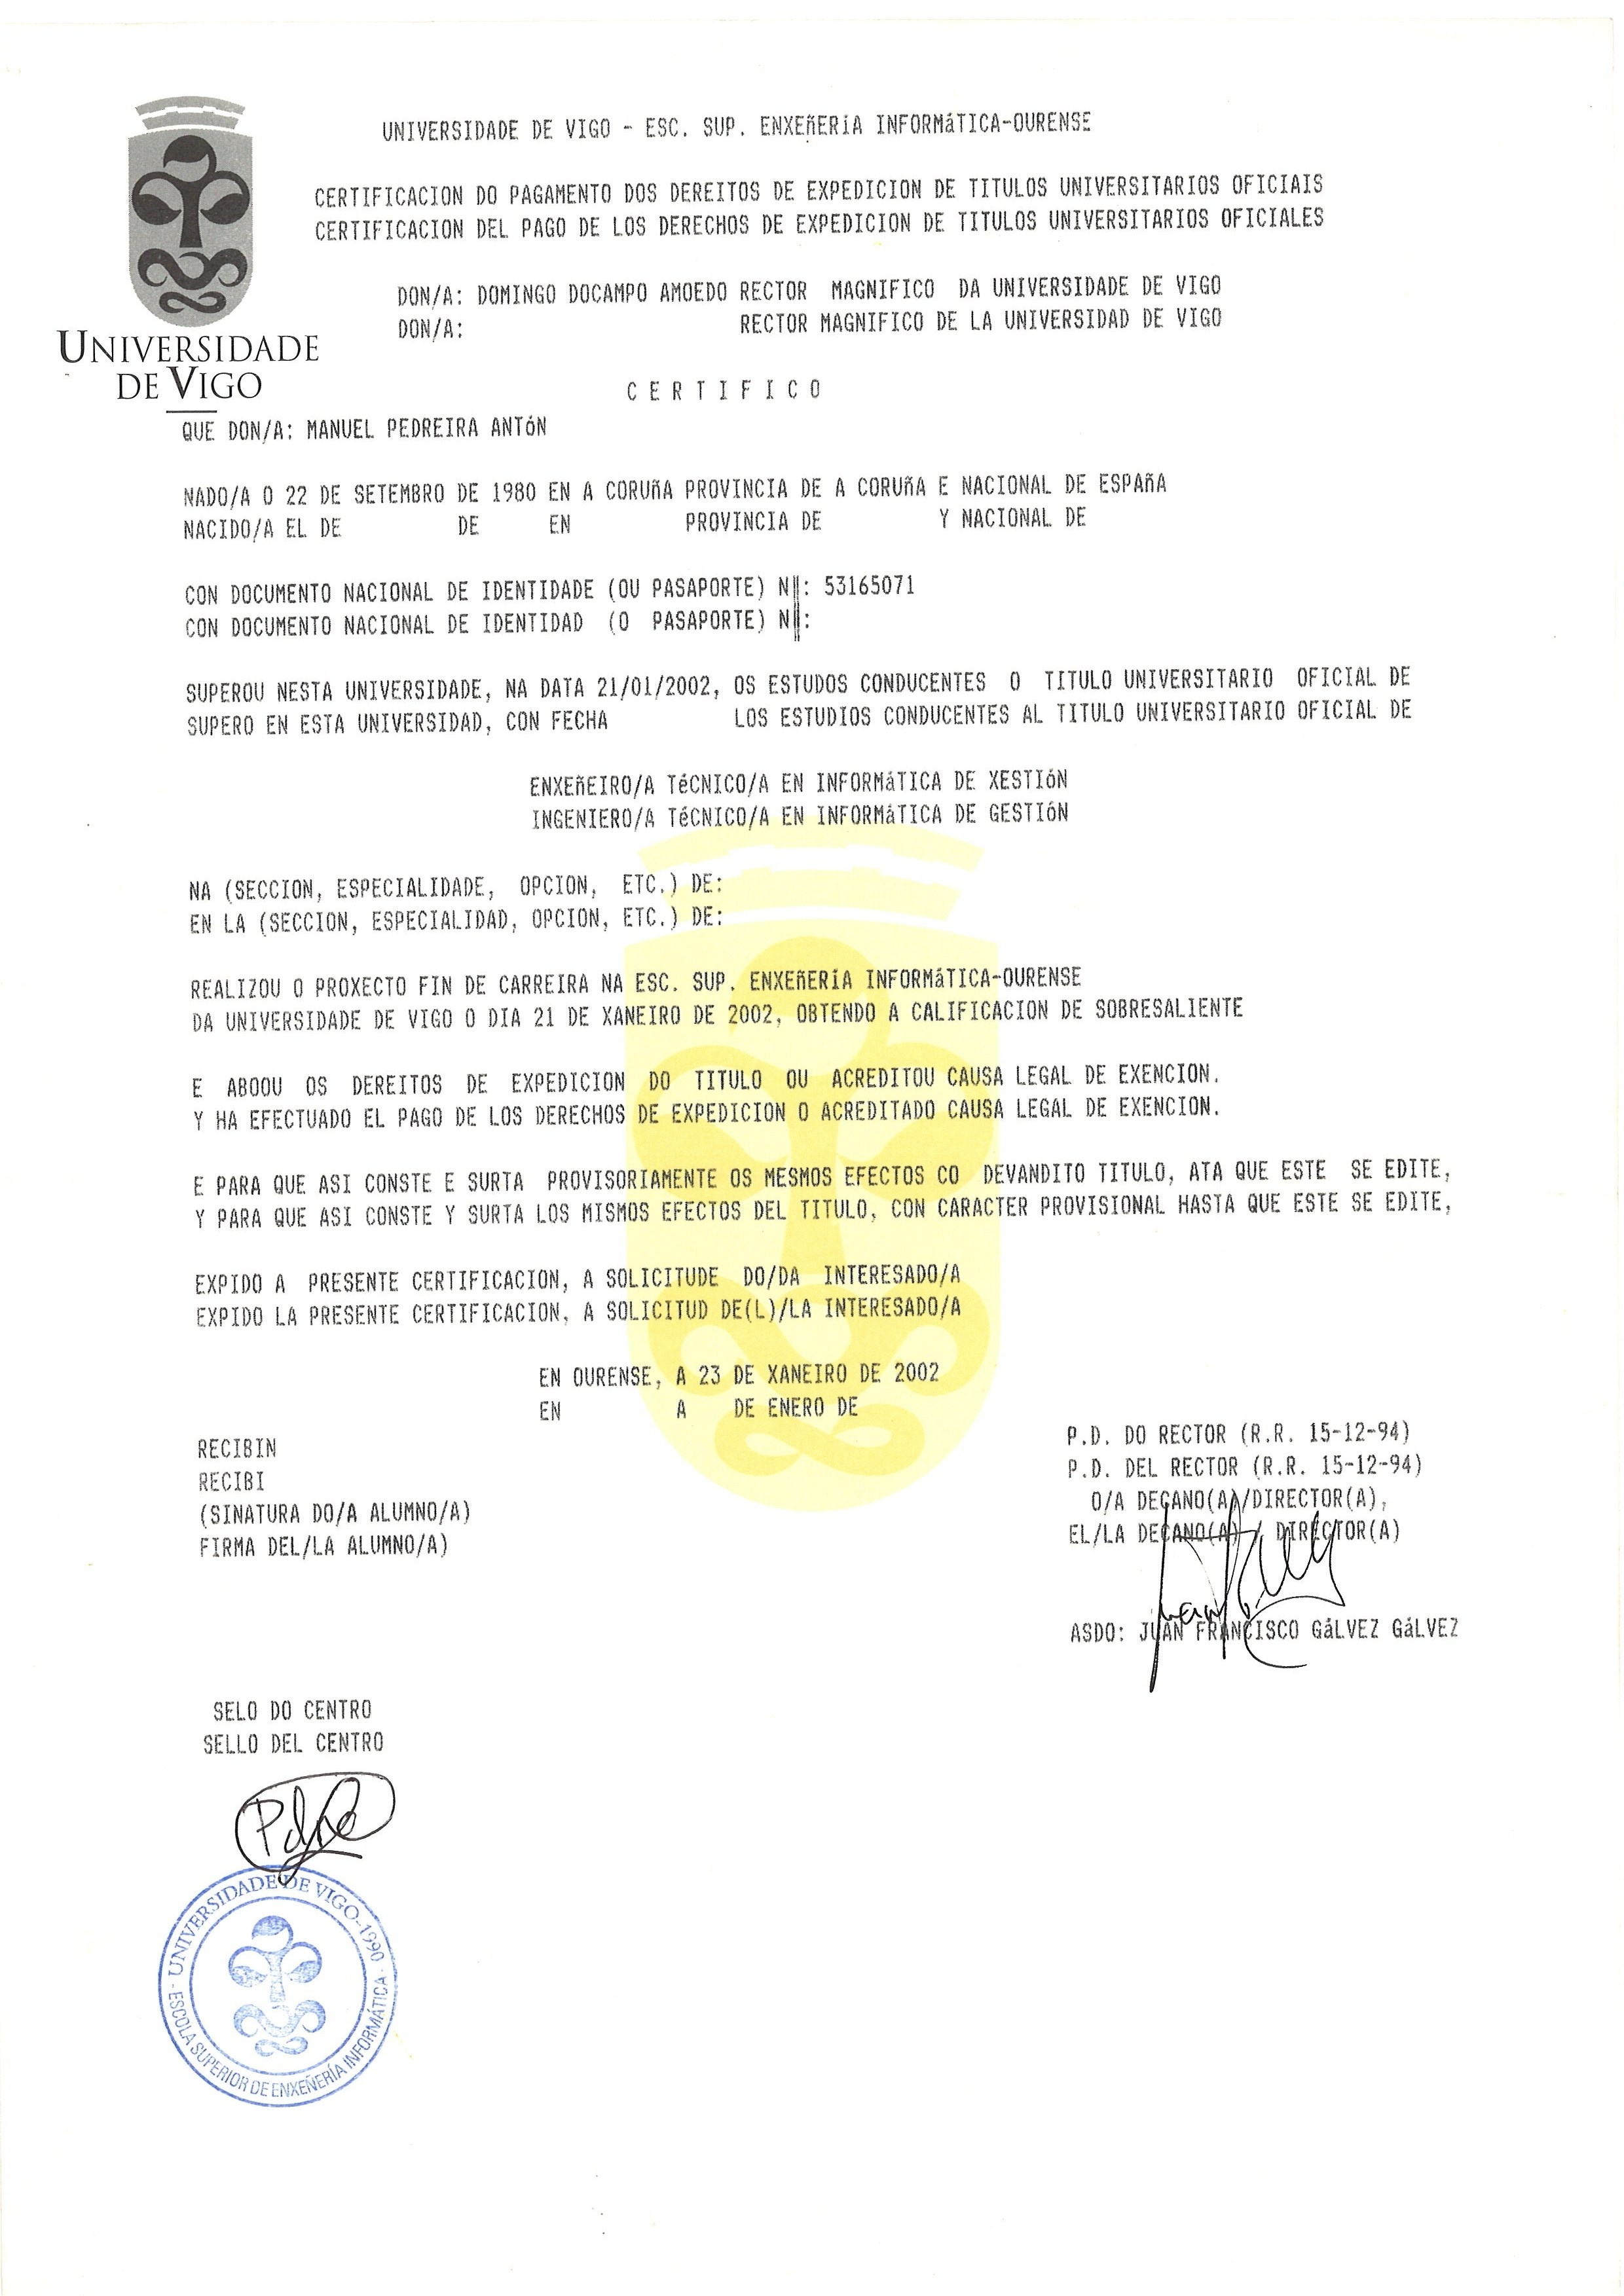 UNIVERSIDADE DE VIGO - ESC. SUP. ENXEñERíA INFORMáTICA-OURENSE
CERTIFICACION DO PAGAMENTO DOS DEREITOS DE EXPEDICION DE TITULOS UNIVERSITARIOS OFICIAIS
CERTIFICACION DEL PAGO DE LOS DERECHOS DE EXPEDICION DE TITULOS UNIVERSITARIOS OFICIALES
DON/A: DOMINGO DOCAMPO AMOEDO RECTOR MAGNIFICO DA UNIVERSIDADE DE VIGO
DON/A: RECTOR MAGNIFICO DE LA UNIVERSIDAD DE VIGO
UNIVERSIDADE
DE VIGO
C E R T I F I C O
QUE DON/A: MANUEL PEDREIRA ANTóN
NADO/A O 22 DE SETEMBRO DE 1980 EN A CORUñA PROVINCIA DE A CORUñA E NACIONAL DE ESPAñA
NACIDO/A EL DE DE EN PROVINCIA DE Y NACIONAL DE
CON DOCUMENTO NACIONAL DE IDENTIDADE (OU PASAPORTE) N║: 53165071
CON DOCUMENTO NACIONAL DE IDENTIDAD (O PASAPORTE) N║:
SUPEROU NESTA UNIVERSIDADE, NA DATA 21/01/2002, OS ESTUDOS CONDUCENTES O TITULO UNIVERSITARIO OFICIAL DE
SUPERO EN ESTA UNIVERSIDAD, CON FECHA LOS ESTUDIOS CONDUCENTES AL TITULO UNIVERSITARIO OFICIAL DE
ENXEñEIRO/A TéCNICO/A EN INFORMáTICA DE XESTIóN
INGENIERO/A TéCNICO/A EN INFORMáTICA DE GESTIóN
NA (SECCION, ESPECIALIDADE, OPCION, ETC.) DE:
EN LA (SECCION, ESPECIALIDAD, OPCION, ETC.) DE:
REALIZOU O PROXECTO FIN DE CARREIRA NA ESC. SUP. ENXEñERíA INFORMáTICA-OURENSE
DA UNIVERSIDADE DE VIGO O DIA 21 DE XANEIRO DE 2002, OBTENDO A CALIFICACION DE SOBRESALIENTE
E ABOOU OS DEREITOS DE EXPEDICION DO TITULO OU ACREDITOU CAUSA LEGAL DE EXENCION.
Y HA EFECTUADO EL PAGO DE LOS DERECHOS DE EXPEDICION O ACREDITADO CAUSA LEGAL DE EXENCION.
E PARA QUE ASI CONSTE E SURTA PROVISORIAMENTE OS MESMOS EFECTOS CO DEVANDITO TITULO, ATA QUE ESTE SE EDITE,
Y PARA QUE ASI CONSTE Y SURTA LOS MISMOS EFECTOS DEL TITULO, CON CARACTER PROVISIONAL HASTA QUE ESTE SE EDITE,
EXPIDO A PRESENTE CERTIFICACION, A SOLICITUDE DO/DA INTERESADO/A
EXPIDO LA PRESENTE CERTIFICACION, A SOLICITUD DE(L)/LA INTERESADO/A
EN OURENSE, A 23 DE XANEIRO DE 2002
EN A DE ENERO DE
RECIBIN
RECIBI
(SINATURA DO/A ALUMNO/A)
FIRMA DEL/LA ALUMNO/A)
P.D. DO RECTOR (R.R. 15-12-94)
P.D. DEL RECTOR (R.R. 15-12-94)
O/A DECANO(A)/DIRECTOR(A),
EL/LA DECANO(A) / DIRECTOR(A)
ASDO: JUAN FRANCISCO GáLVEZ GáLVEZ
SELO DO CENTRO
SELLO DEL CENTRO
UNIVERSIDADE DE VIGO-1990
ESCOLA SUPERIOR DE ENXEÑERÍA INFORMÁTICA